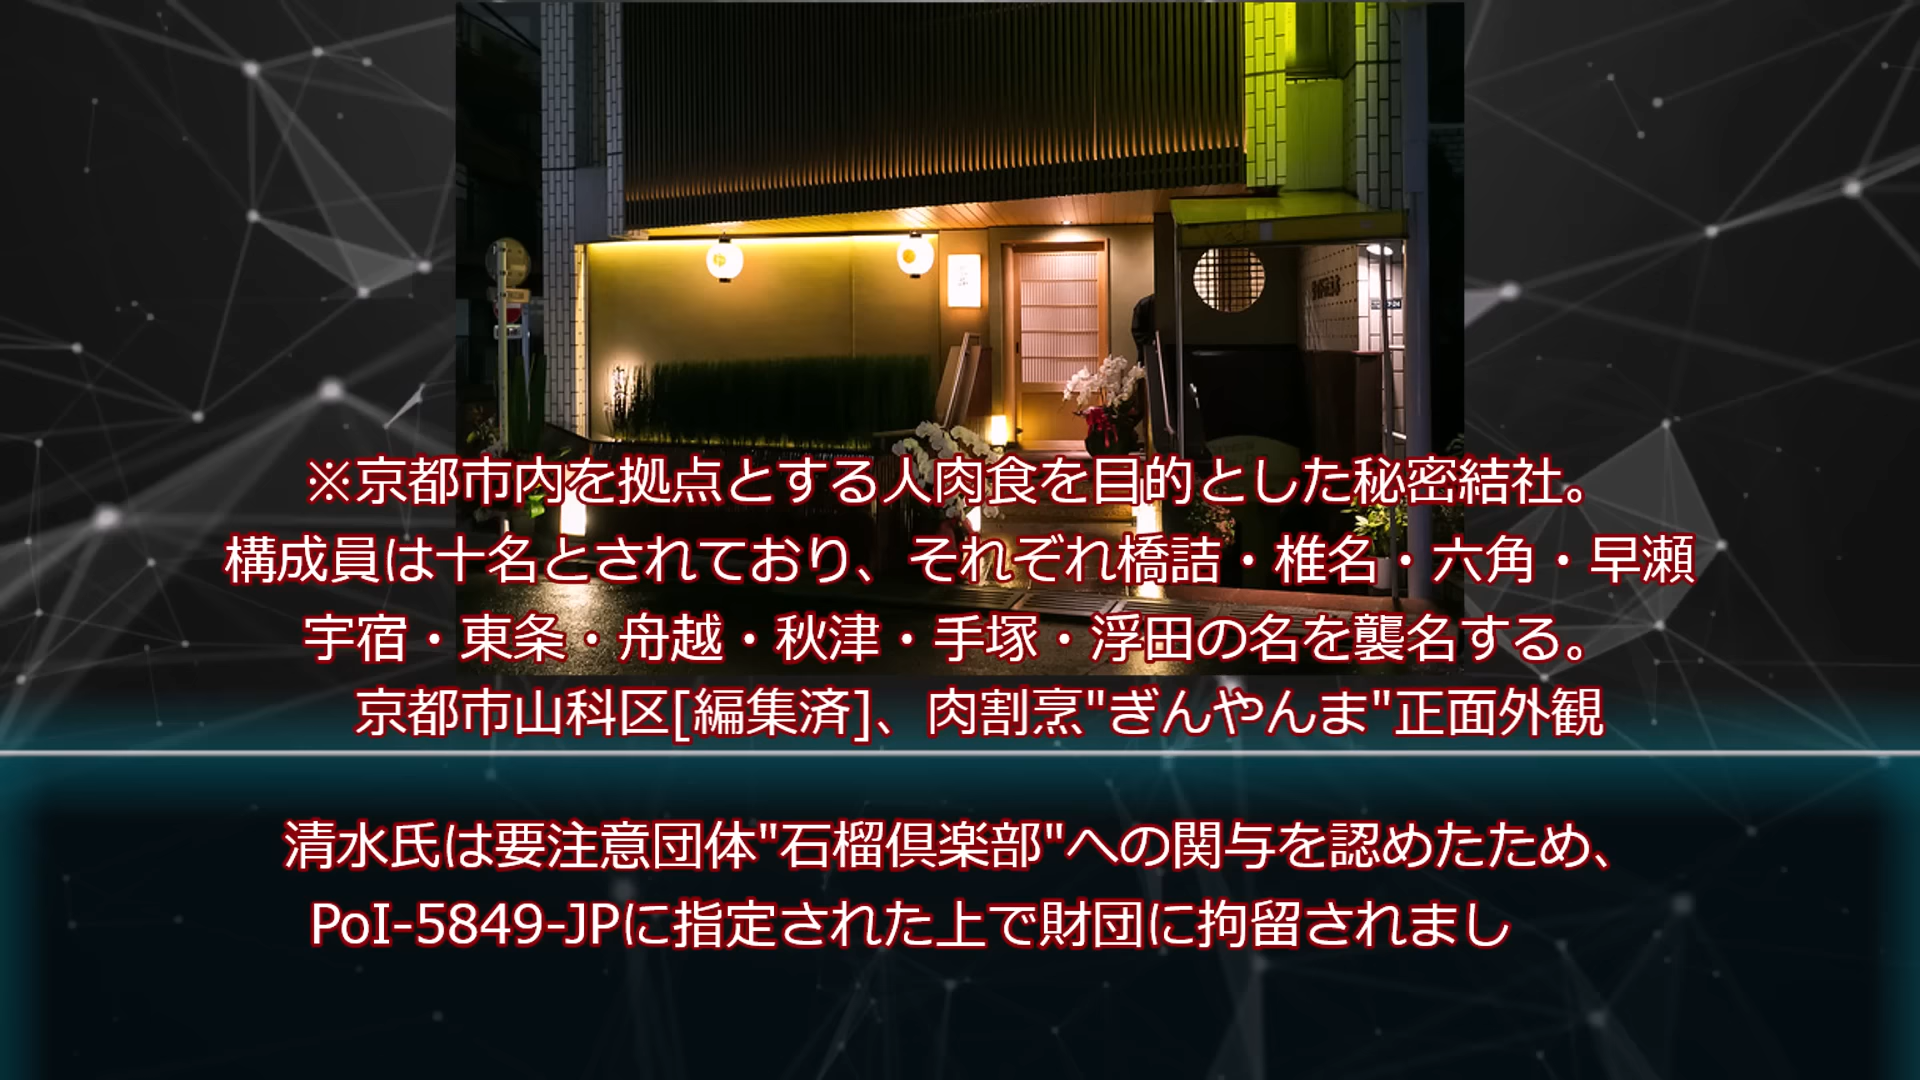 ※京都市内を拠点とする人肉食を目的とした秘密結社。
構成員は十名とされており、それぞれ橋詰・椎名・六角・早瀬
宇宿・東条・舟越・秋津・手塚・浮田の名を襲名する。
京都市山科区[編集済]、肉割烹"ぎんやんま"正面外観
清水氏は要注意団体"石榴倶楽部"への関与を認めたため、
PoI-5849-JPに指定された上で財団に拘留されまし